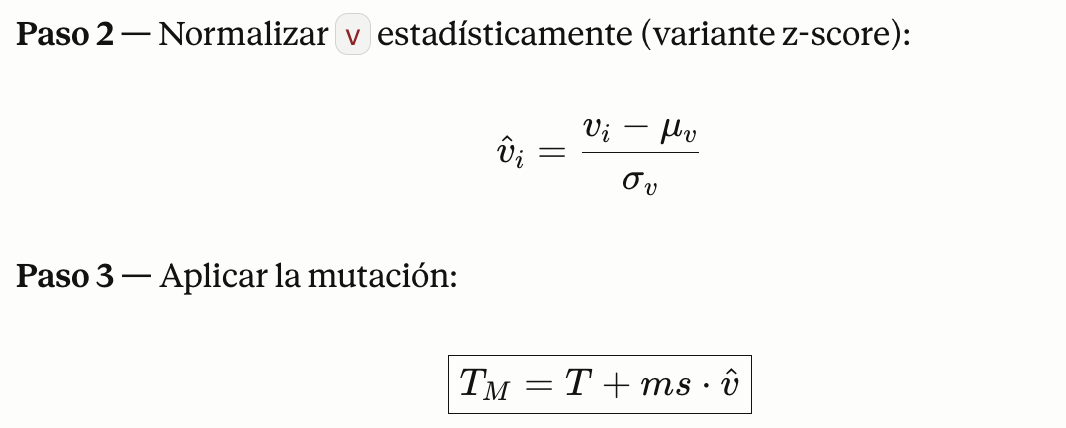 Paso 2 — Normalizar v estadísticamente (variante z-score):
v̂ᵢ = (vᵢ − μᵥ) / σᵥ
Paso 3 — Aplicar la mutación:
T_M = T + ms · v̂